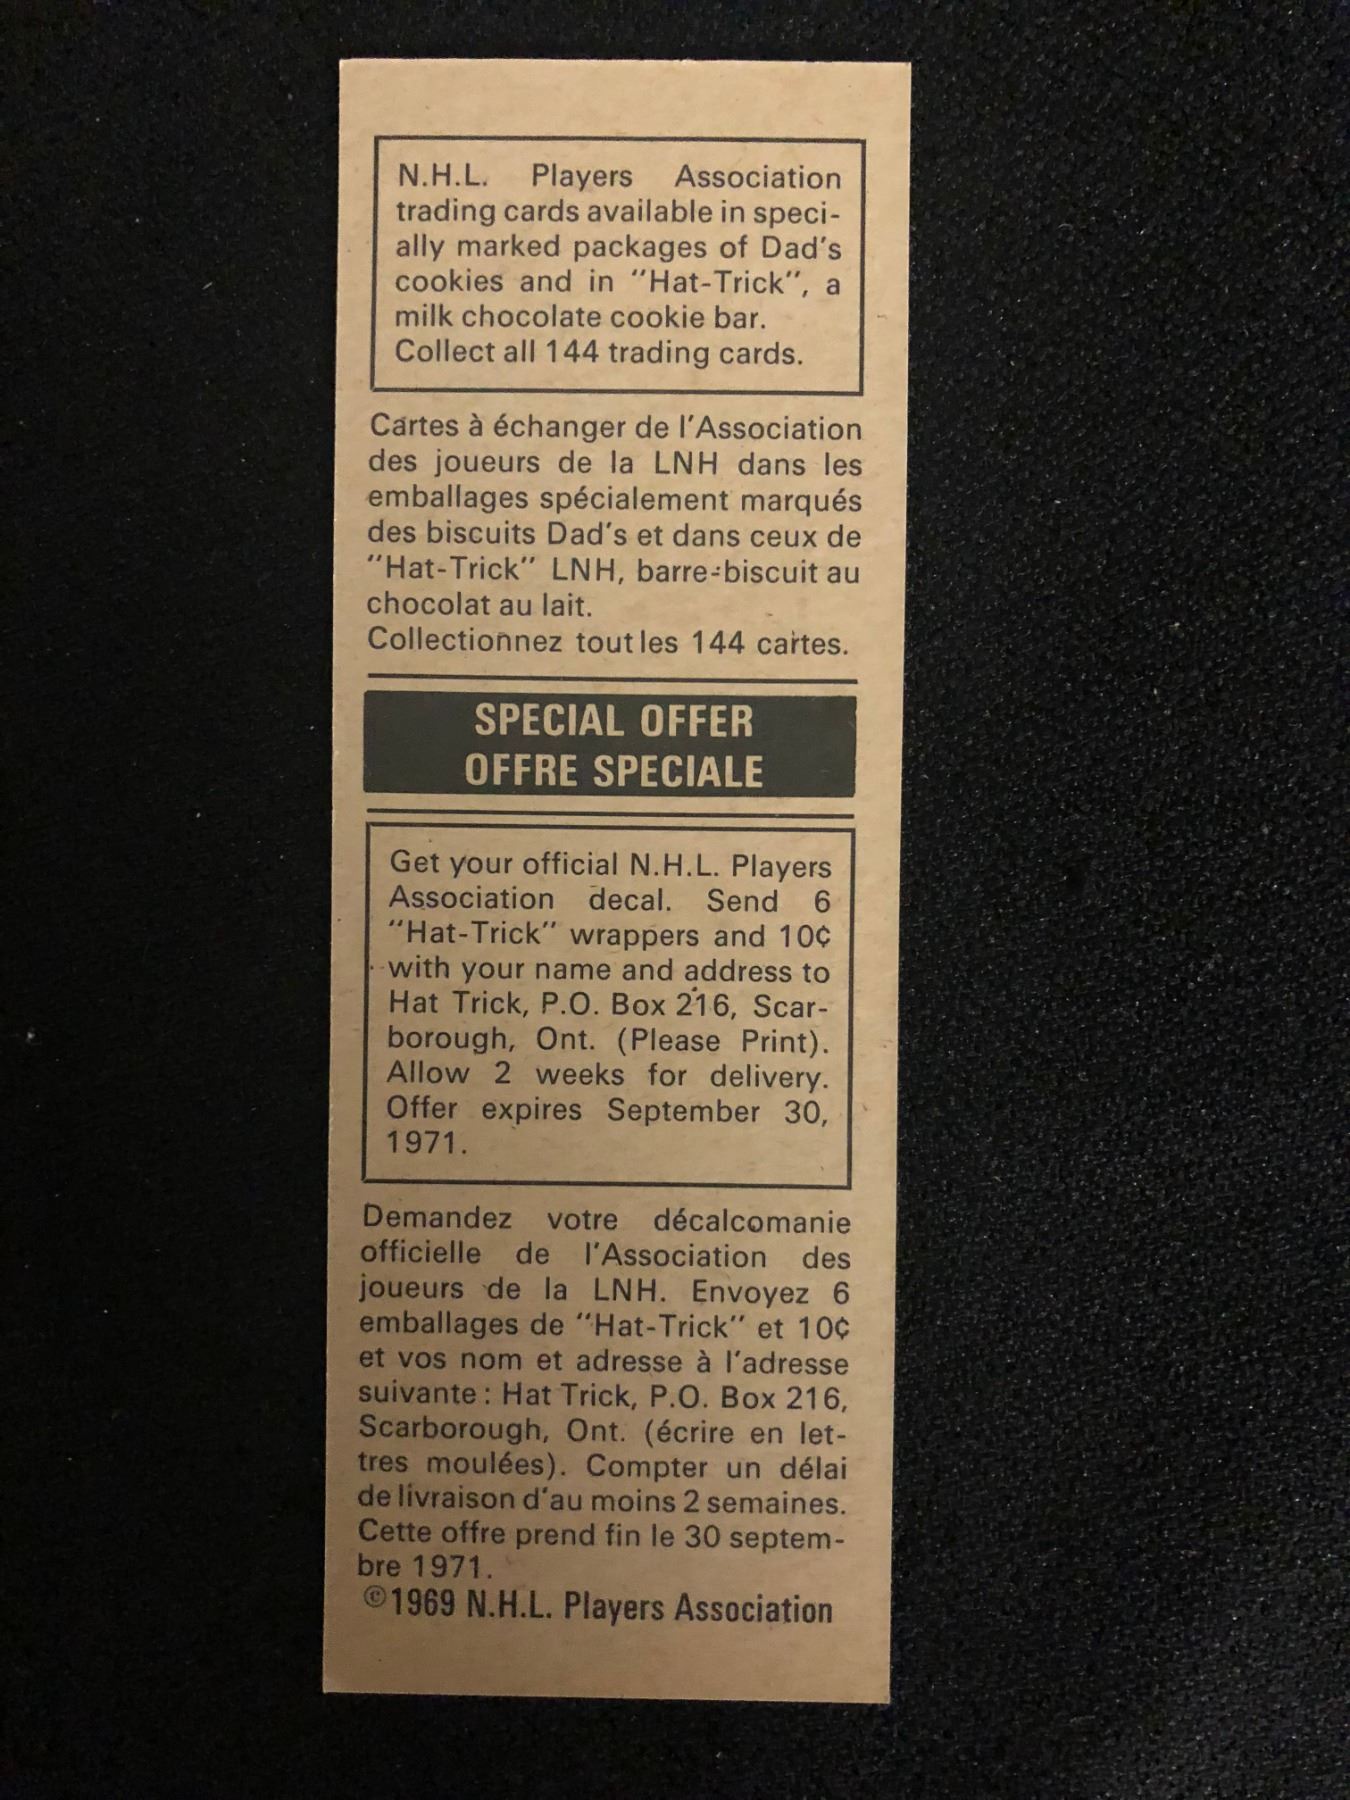 N.H.L. Players Association
trading cards available in speci-
ally marked packages of Dad's
cookies and in "Hat-Trick", a
milk chocolate cookie bar.
Collect all 144 trading cards.
Cartes à échanger de l'Association
des joueurs de la LNH dans les
emballages spécialement marqués
des biscuits Dad's et dans ceux de
"Hat-Trick" LNH, barre-biscuit au
chocolat au lait.
Collectionnez tout les 144 cartes.
SPECIAL OFFER
OFFRE SPECIALE
Get your official N.H.L. Players
Association decal. Send 6
"Hat-Trick" wrappers and 10¢
with your name and address to
Hat Trick, P.O. Box 216, Scar-
borough, Ont. (Please Print).
Allow 2 weeks for delivery.
Offer expires September 30,
1971.
Demandez votre décalcomanie
officielle de l'Association des
joueurs de la LNH. Envoyez 6
emballages de "Hat-Trick" et 10¢
et vos nom et adresse à l'adresse
suivante : Hat Trick, P.O. Box 216,
Scarborough, Ont. (écrire en let-
tres moulées). Compter un délai
de livraison d'au moins 2 semaines.
Cette offre prend fin le 30 septem-
bre 1971.
©1969 N.H.L. Players Association